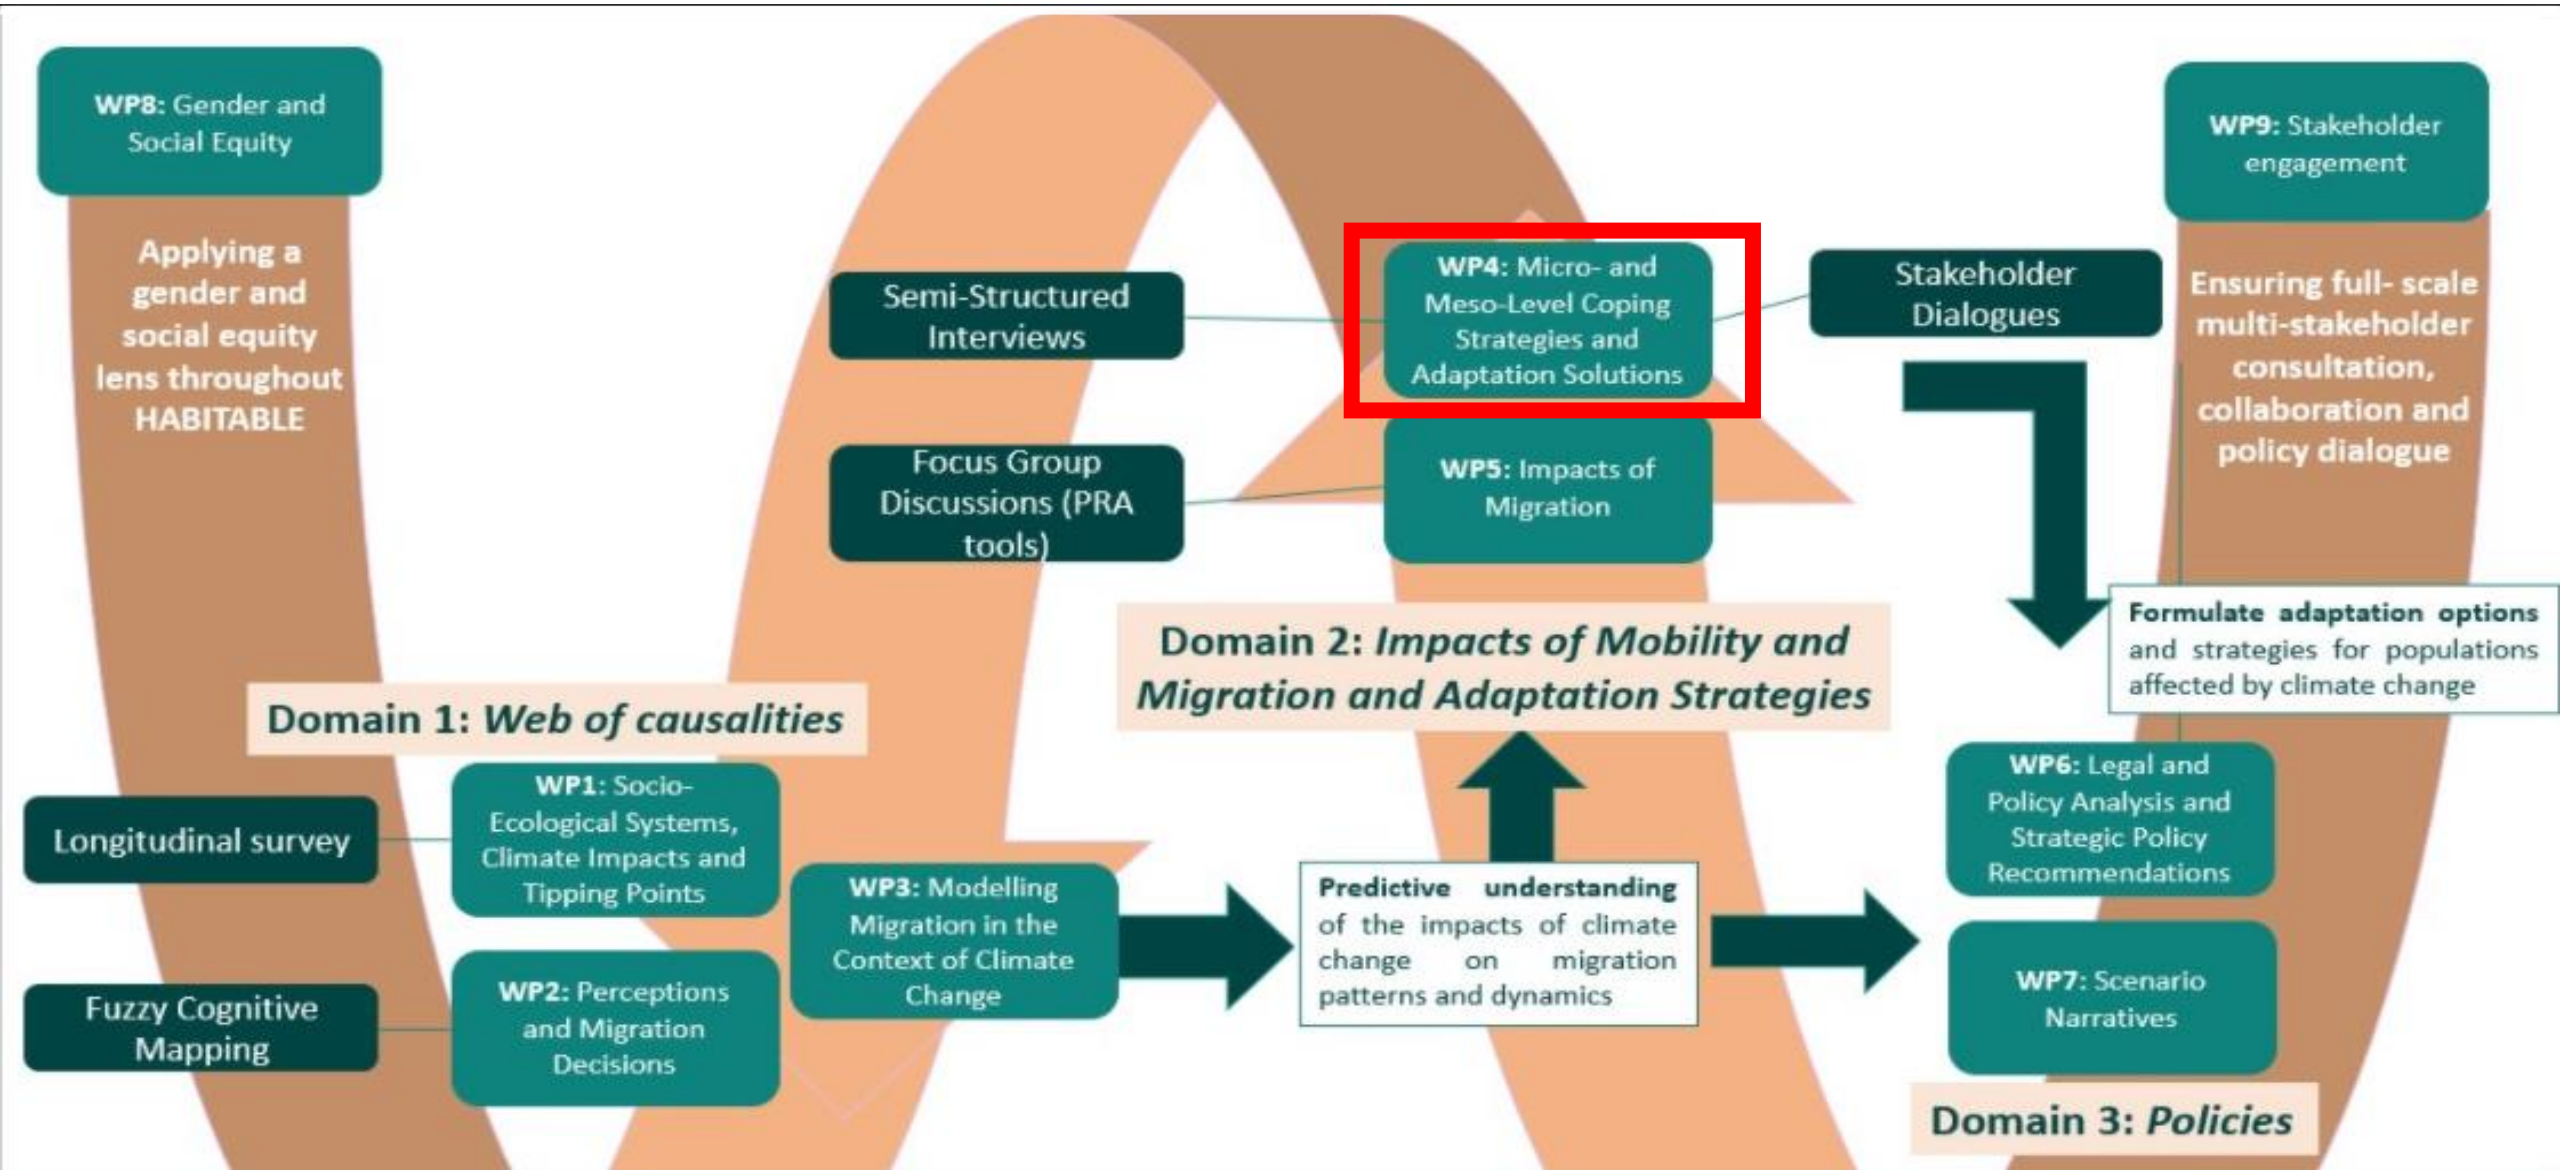 WP8: Gender and
Social Equity
Applying a
gender and
social equity
lens throughout
HABITABLE
Domain 1: Web of causalities
Longitudinal survey
WP1: Socio-
Ecological Systems,
Climate Impacts and
Tipping Points
Fuzzy Cognitive
Mapping
WP2: Perceptions
and Migration
Decisions
WP3: Modelling
Migration in the
Context of Climate
Change
Semi-Structured
Interviews
Focus Group
Discussions (PRA
tools)
WP4: Micro- and
Meso-Level Coping
Strategies and
Adaptation Solutions
WP5: Impacts of
Migration
Stakeholder
Dialogues
Domain 2: Impacts of Mobility and
Migration and Adaptation Strategies
Predictive understanding
of the impacts of climate
change on migration
patterns and dynamics
WP9: Stakeholder
engagement
Ensuring full- scale
multi-stakeholder
consultation,
collaboration and
policy dialogue
Formulate adaptation options
and strategies for populations
affected by climate change
WP6: Legal and
Policy Analysis and
Strategic Policy
Recommendations
WP7: Scenario
Narratives
Domain 3: Policies